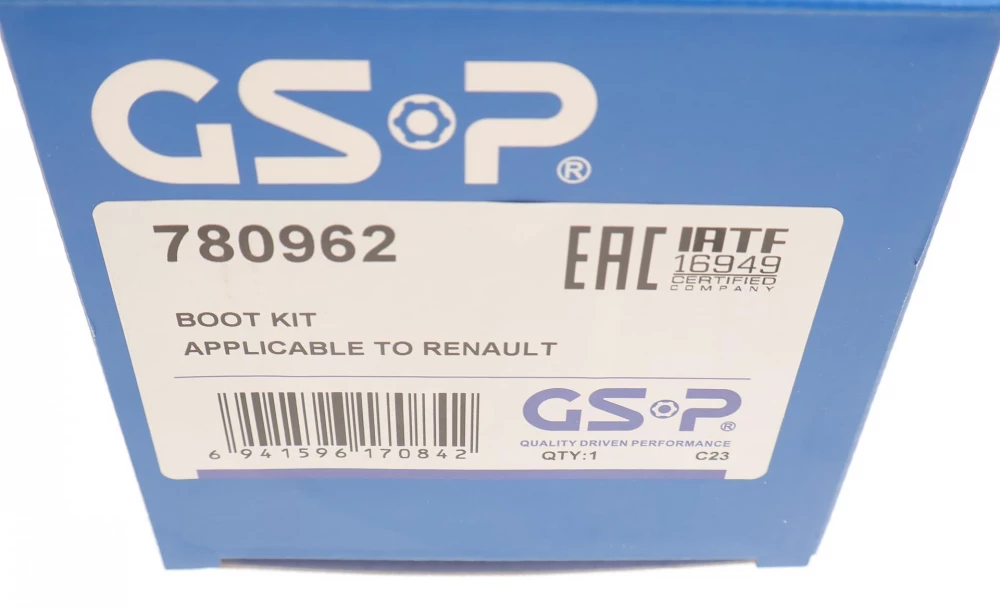 GSP®
780962
EAC
IATF
16949
CERTIFIED
COMPANY
BOOT KIT
APPLICABLE TO RENAULT
6 941596 170842
GSP®
QUALITY DRIVEN PERFORMANCE
QTY:1 C23